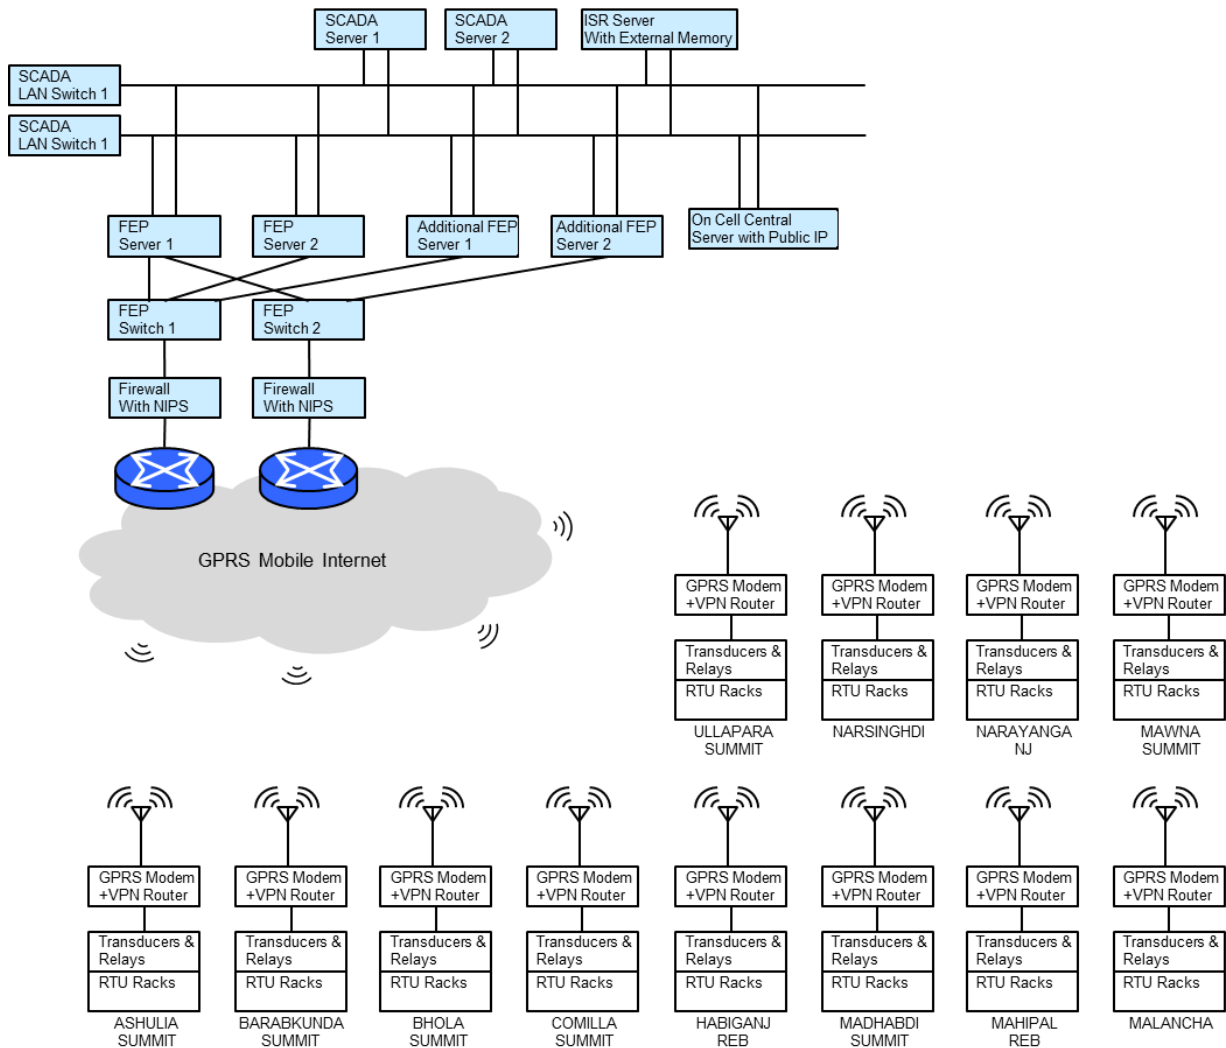 SCADA
Server 1
SCADA
Server 2
ISR Server
With External Memory
SCADA
LAN Switch 1
SCADA
LAN Switch 1
FEP
Server 1
FEP
Server 2
Additional FEP
Server 1
Additional FEP
Server 2
On Cell Central
Server with Public IP
FEP
Switch 1
FEP
Switch 2
Firewall
With NIPS
Firewall
With NIPS
GPRS Mobile Internet
GPRS Modem
+VPN Router
Transducers &
Relays
RTU Racks
ULLAPARA
SUMMIT
GPRS Modem
+VPN Router
Transducers &
Relays
RTU Racks
NARSINGHDI
GPRS Modem
+VPN Router
Transducers &
Relays
RTU Racks
NARAYANGA
NJ
GPRS Modem
+VPN Router
Transducers &
Relays
RTU Racks
MAWNA
SUMMIT
GPRS Modem
+VPN Router
Transducers &
Relays
RTU Racks
ASHULIA
SUMMIT
GPRS Modem
+VPN Router
Transducers &
Relays
RTU Racks
BARABKUNDA
SUMMIT
GPRS Modem
+VPN Router
Transducers &
Relays
RTU Racks
BHOLA
SUMMIT
GPRS Modem
+VPN Router
Transducers &
Relays
RTU Racks
COMILLA
SUMMIT
GPRS Modem
+VPN Router
Transducers &
Relays
RTU Racks
HABIGANJ
REB
GPRS Modem
+VPN Router
Transducers &
Relays
RTU Racks
MADHABDI
SUMMIT
GPRS Modem
+VPN Router
Transducers &
Relays
RTU Racks
MAHIPAL
REB
GPRS Modem
+VPN Router
Transducers &
Relays
RTU Racks
MALANCHA